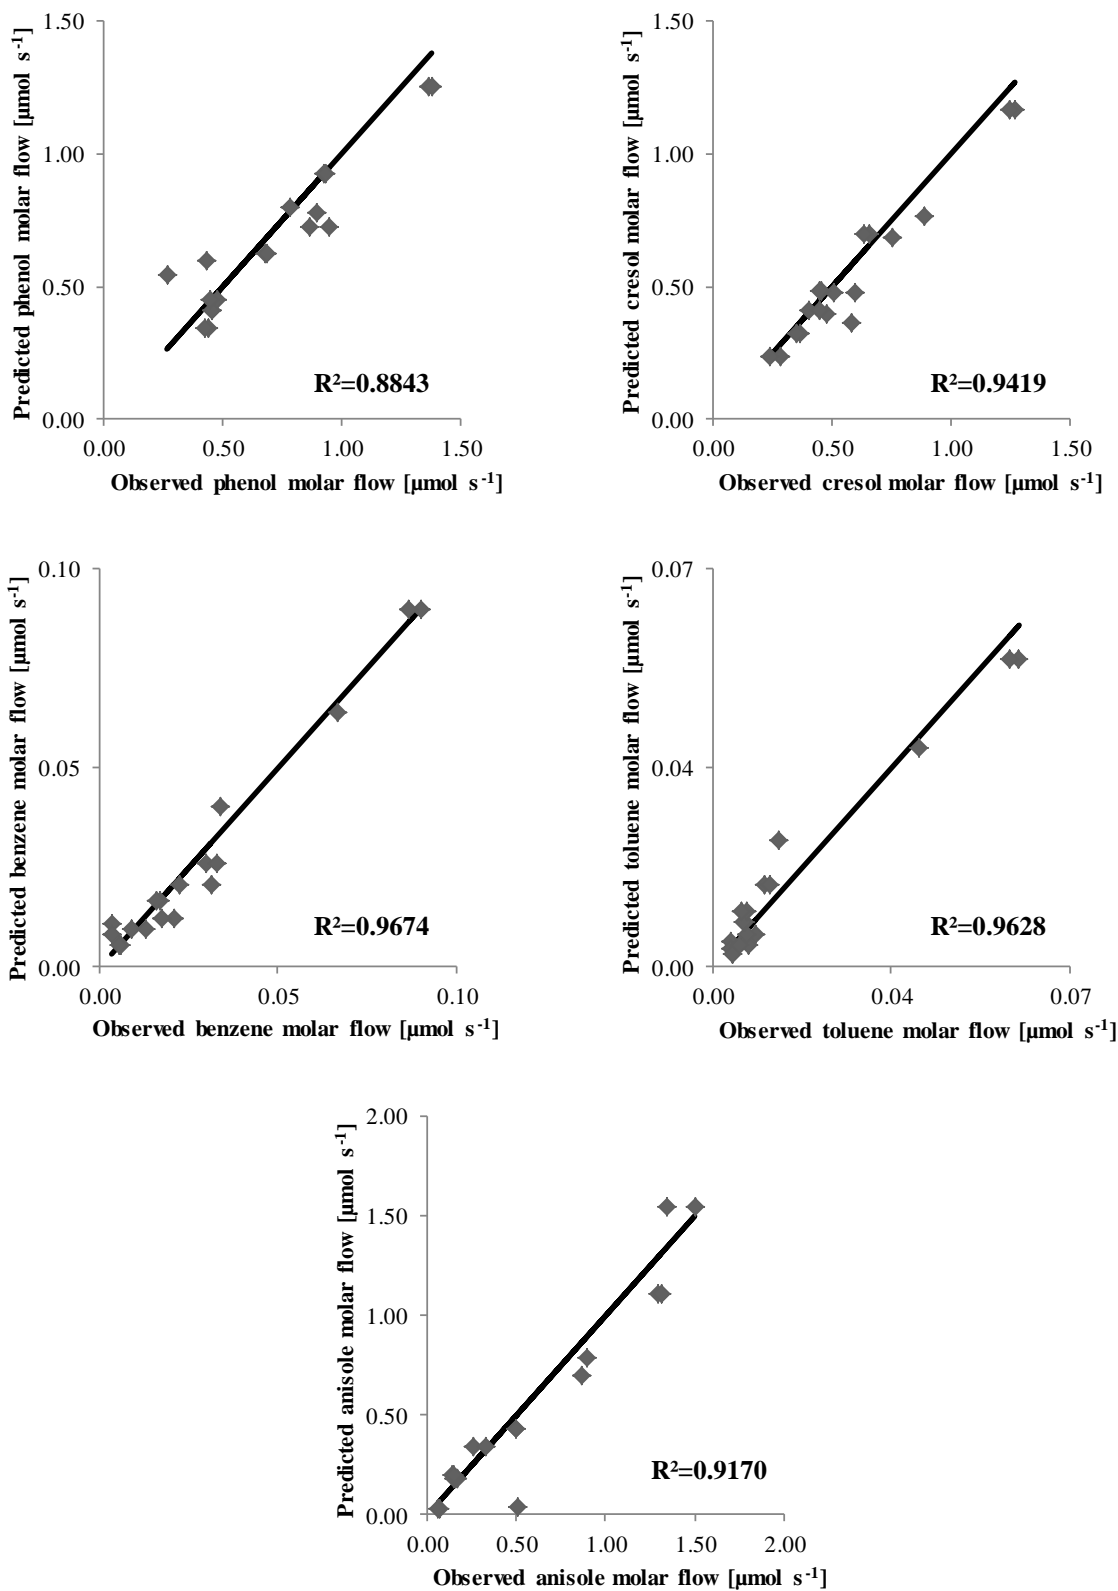 Predicted phenol molar flow [µmol s⁻¹]
1.50
1.00
0.50
0.00
R²=0.8843
0.00 0.50 1.00 1.50
Observed phenol molar flow [µmol s⁻¹]
Predicted cresol molar flow [µmol s⁻¹]
1.50
1.00
0.50
0.00
R²=0.9419
0.00 0.50 1.00 1.50
Observed cresol molar flow [µmol s⁻¹]
Predicted benzene molar flow [µmol s⁻¹]
0.10
0.05
0.00
R²=0.9674
0.00 0.05 0.10
Observed benzene molar flow [µmol s⁻¹]
Predicted toluene molar flow [µmol s⁻¹]
0.07
0.04
0.00
R²=0.9628
0.00 0.04 0.07
Observed toluene molar flow [µmol s⁻¹]
Predicted anisole molar flow [µmol s⁻¹]
2.00
1.50
1.00
0.50
0.00
R²=0.9170
0.00 0.50 1.00 1.50 2.00
Observed anisole molar flow [µmol s⁻¹]